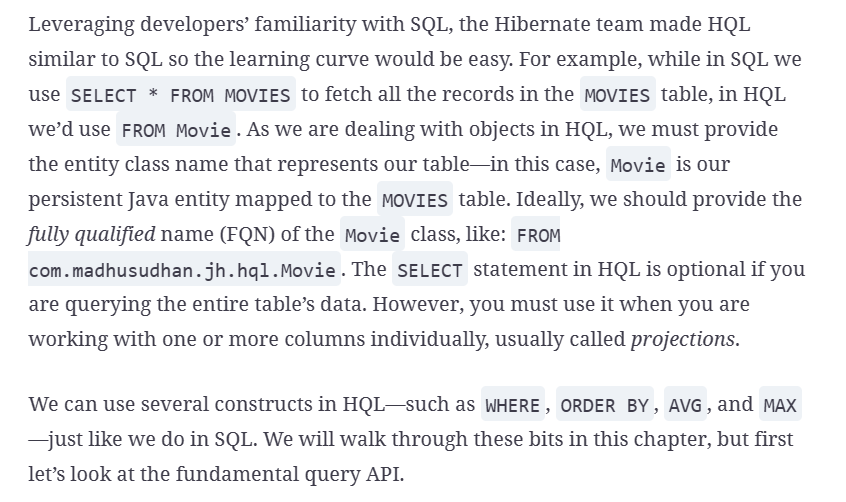 Leveraging developers’ familiarity with SQL, the Hibernate team made HQL
similar to SQL so the learning curve would be easy. For example, while in SQL we
use SELECT * FROM MOVIES to fetch all the records in the MOVIES table, in HQL
we’d use FROM Movie. As we are dealing with objects in HQL, we must provide
the entity class name that represents our table—in this case, Movie is our
persistent Java entity mapped to the MOVIES table. Ideally, we should provide the
fully qualified name (FQN) of the Movie class, like: FROM
com.madhusudhan.jh.hql.Movie. The SELECT statement in HQL is optional if you
are querying the entire table’s data. However, you must use it when you are
working with one or more columns individually, usually called projections.
We can use several constructs in HQL—such as WHERE, ORDER BY, AVG, and MAX
—just like we do in SQL. We will walk through these bits in this chapter, but first
let’s look at the fundamental query API.